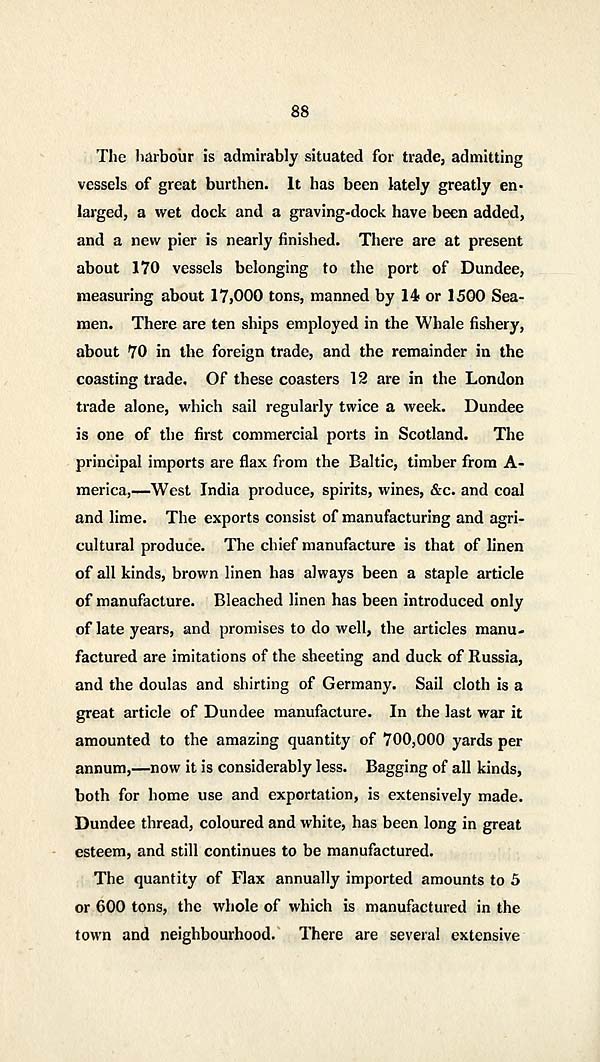 88
The harbour is admirably situated for trade, admitting
vessels of great burthen. It has been lately greatly en-
larged, a wet dock and a graving-dock have been added,
and a new pier is nearly finished. There are at present
about 170 vessels belonging to the port of Dundee,
measuring about 17,000 tons, manned by 14 or 1500 Sea-
men. There are ten ships employed in the Whale fishery,
about 70 in the foreign trade, and the remainder in the
coasting trade. Of these coasters 12 are in the London
trade alone, which sail regularly twice a week. Dundee
is one of the first commercial ports in Scotland. The
principal imports are flax from the Baltic, timber from A-
merica,—West India produce, spirits, wines, &c. and coal
and lime. The exports consist of manufacturing and agri-
cultural produce. The chief manufacture is that of linen
of all kinds, brown linen has always been a staple article
of manufacture. Bleached linen has been introduced only
of late years, and promises to do well, the articles manu-
factured are imitations of the sheeting and duck of Russia,
and the doulas and shirting of Germany. Sail cloth is a
great article of Dundee manufacture. In the last war it
amounted to the amazing quantity of 700,000 yards per
annum,—now it is considerably less. Bagging of all kinds,
both for home use and exportation, is extensively made.
Dundee thread, coloured and white, has been long in great
esteem, and still continues to be manufactured.
The quantity of Flax annually imported amounts to 5
or 600 tons, the whole of which is manufactured in the
town and neighbourhood. There are several extensive